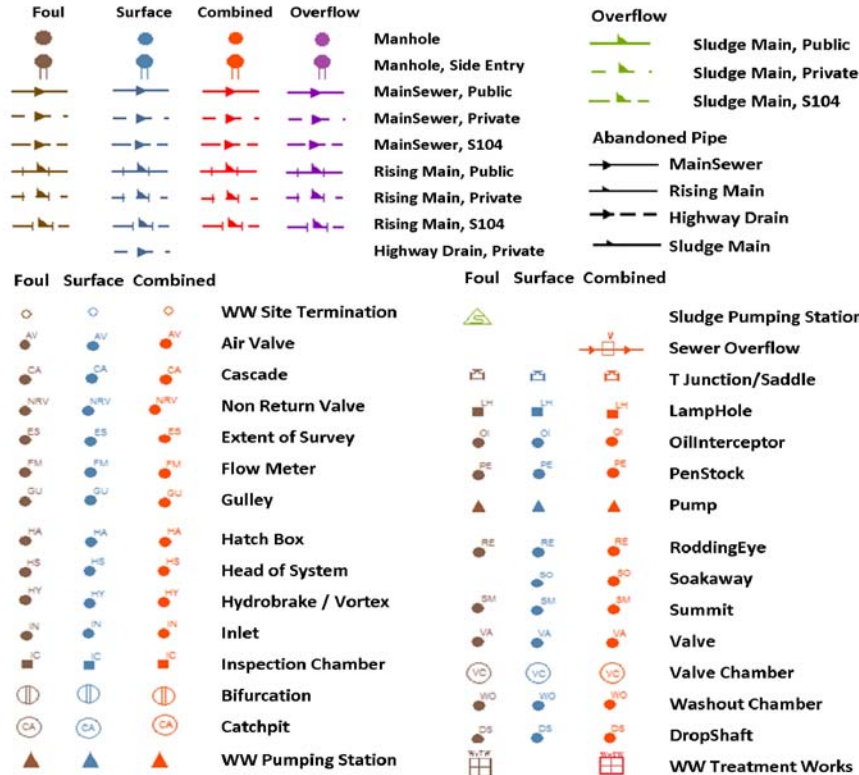 Foul Surface Combined Overflow
Manhole
Manhole, Side Entry
MainSewer, Public
MainSewer, Private
MainSewer, S104
Rising Main, Public
Rising Main, Private
Rising Main, S104
Highway Drain, Private
Overflow
Sludge Main, Public
Sludge Main, Private
Sludge Main, S104
Abandoned Pipe
MainSewer
Rising Main
Highway Drain
Sludge Main
Foul Surface Combined
WW Site Termination
AV AV AV Air Valve
CA CA CA Cascade
NRV NRV NRV Non Return Valve
ES ES ES Extent of Survey
FM FM FM Flow Meter
GU GU GU Gulley
HA HA HA Hatch Box
HS HS HS Head of System
HY HY HY Hydrobrake / Vortex
IN IN IN Inlet
IC IC IC Inspection Chamber
Bifurcation
CA CA CA Catchpit
WW Pumping Station
Foul Surface Combined
S Sludge Pumping Station
V
Sewer Overflow
T Junction/Saddle
LH LH LH LampHole
OI OI OI OilInterceptor
PE PE PE PenStock
Pump
RE RE RE RoddingEye
SO SO Soakaway
SM SM SM Summit
VA VA VA Valve
VC VC VC Valve Chamber
WO WO WO Washout Chamber
DS DS DS DropShaft
WwTW WwTW
WW Treatment Works